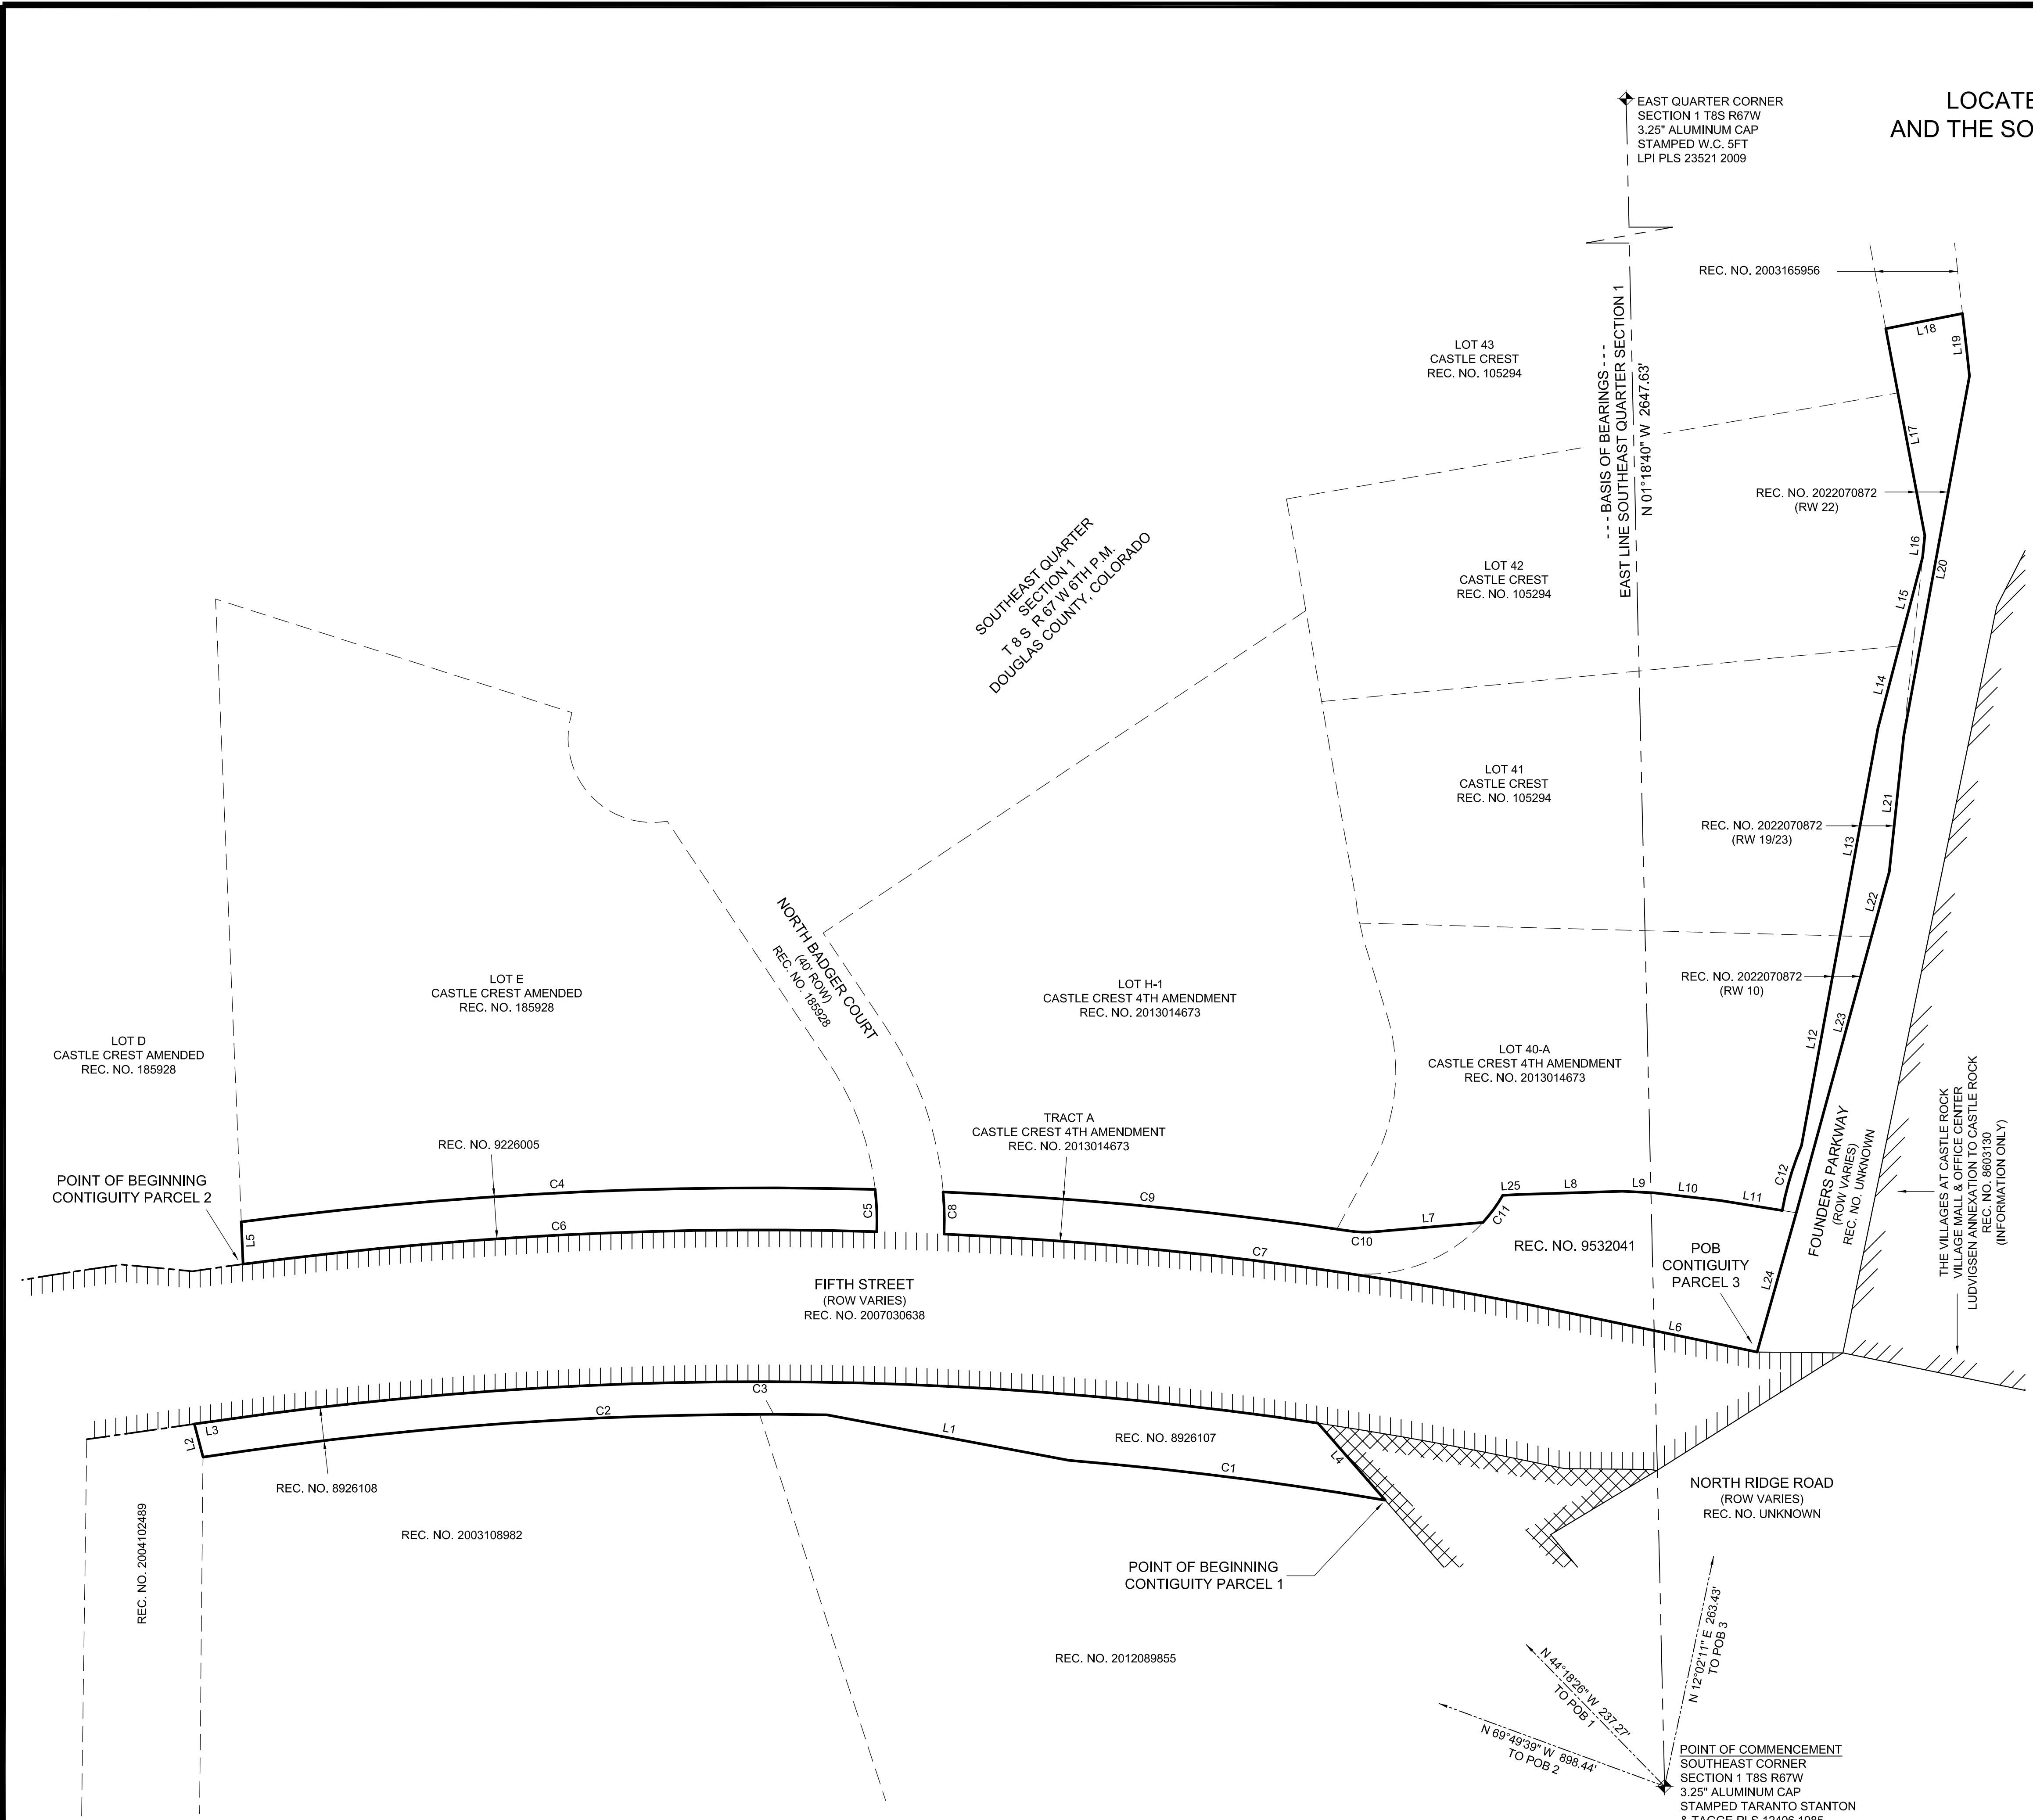 LOCATE
AND THE SO
EAST QUARTER CORNER
SECTION 1 T8S R67W
3.25" ALUMINUM CAP
STAMPED W.C. 5FT
LPI PLS 23521 2009
REC. NO. 2003165956
L18
L19
LOT 43
CASTLE CREST
REC. NO. 105294
- - - BASIS OF BEARINGS - - -
EAST LINE SOUTHEAST QUARTER SECTION 1
N 01°18'40" W 2647.63'
L17
REC. NO. 2022070872
(RW 22)
L16
L20
SOUTHEAST QUARTER
SECTION 1
T 8 S R 67 W 6TH P.M.
DOUGLAS COUNTY, COLORADO
LOT 42
CASTLE CREST
REC. NO. 105294
L15
L14
LOT 41
CASTLE CREST
REC. NO. 105294
L21
REC. NO. 2022070872
(RW 19/23)
L13
L22
NORTH BADGER COURT
(40' ROW)
REC. NO. 185928
LOT E
CASTLE CREST AMENDED
REC. NO. 185928
LOT H-1
CASTLE CREST 4TH AMENDMENT
REC. NO. 2013014673
REC. NO. 2022070872
(RW 10)
L23
L12
LOT D
CASTLE CREST AMENDED
REC. NO. 185928
LOT 40-A
CASTLE CREST 4TH AMENDMENT
REC. NO. 2013014673
TRACT A
CASTLE CREST 4TH AMENDMENT
REC. NO. 2013014673
REC. NO. 9226005
POINT OF BEGINNING
CONTIGUITY PARCEL 2
C4
C5
C6
L5
C8
C9
C10
L7
C11
L25
L8
L9
L10
L11
C12
C7
REC. NO. 9532041
POB
CONTIGUITY
PARCEL 3
L24
L6
FOUNDERS PARKWAY
(ROW VARIES)
REC. NO. UNKNOWN
THE VILLAGES AT CASTLE ROCK
VILLAGE MALL & OFFICE CENTER
LUDVIGSEN ANNEXATION TO CASTLE ROCK
REC. NO. 8603130
(INFORMATION ONLY)
FIFTH STREET
(ROW VARIES)
REC. NO. 2007030638
C3
C2
L3
L2
L1
REC. NO. 8926107
C1
L4
REC. NO. 8926108
NORTH RIDGE ROAD
(ROW VARIES)
REC. NO. UNKNOWN
REC. NO. 2004102489
REC. NO. 2003108982
POINT OF BEGINNING
CONTIGUITY PARCEL 1
REC. NO. 2012089855
N 12°02'11" E 263.43'
TO POB 3
N 44°18'26" W 237.27'
TO POB 1
N 69°49'39" W 898.44'
TO POB 2
POINT OF COMMENCEMENT
SOUTHEAST CORNER
SECTION 1 T8S R67W
3.25" ALUMINUM CAP
STAMPED TARANTO STANTON
& TAGGE PLS 12406 1985